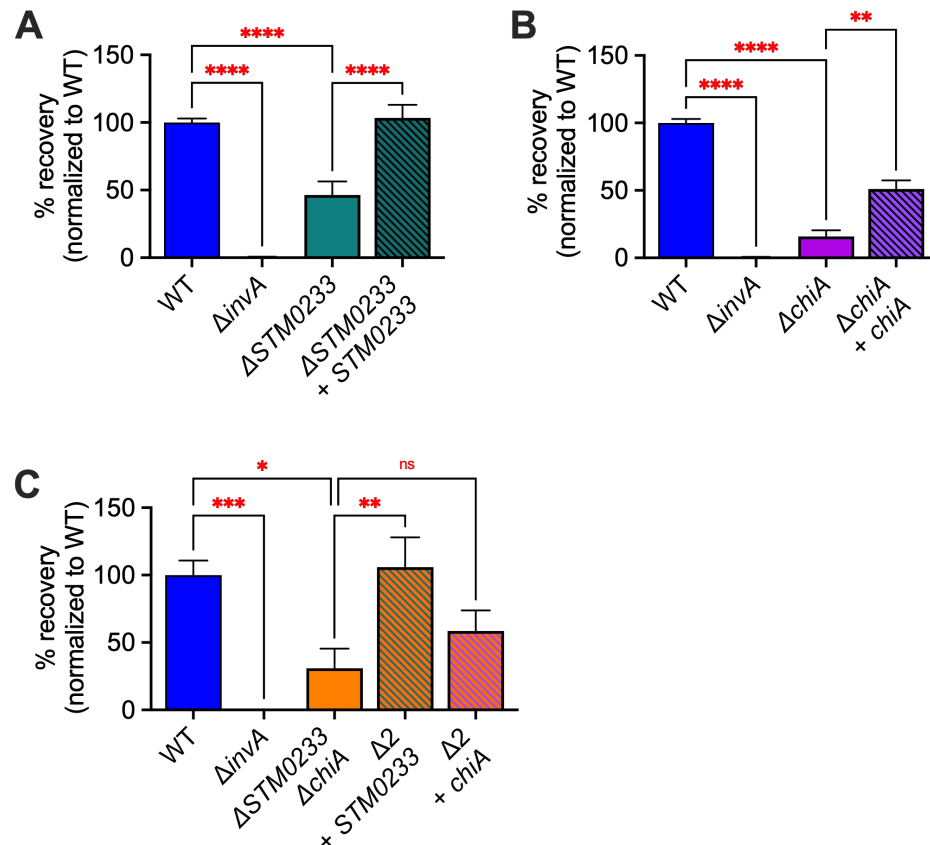 A
****
****
****
% recovery
(normalized to WT)
150
100
50
0
WT
ΔinvA
ΔSTM0233
ΔSTM0233
+ STM0233
B
**
****
****
% recovery
(normalized to WT)
150
100
50
0
WT
ΔinvA
ΔchiA
ΔchiA
+ chiA
C
*
ns
***
**
% recovery
(normalized to WT)
150
100
50
0
WT
ΔinvA
ΔSTM0233
ΔchiA
Δ2
+ STM0233
Δ2
+ chiA